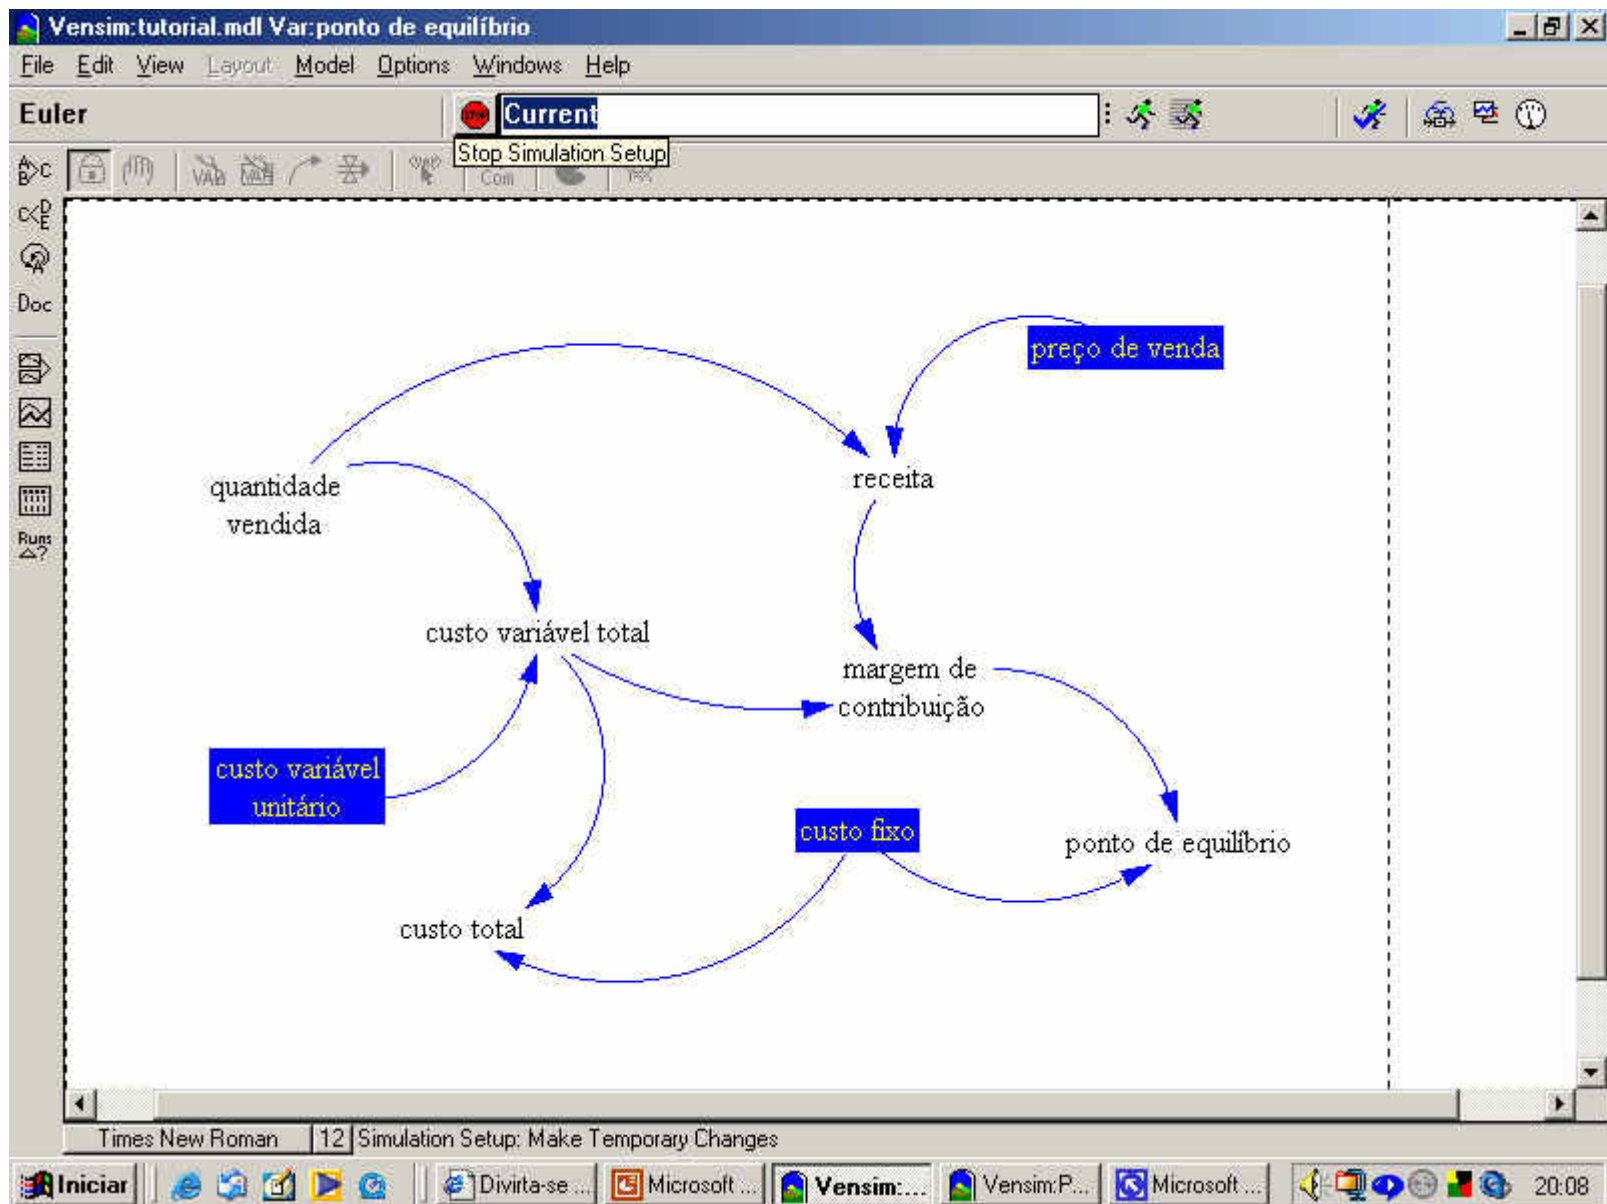 Vensim:tutorial.mdl Var:ponto de equilíbrio
File Edit View Layout Model Options Windows Help
Euler
STOP
Current
Stop Simulation Setup
A>C
B
VAB
Com
C<D
E
Doc
Runs
△?
preço de venda
quantidade
vendida
receita
custo variável total
margem de
contribuição
custo variável
unitário
custo fixo
ponto de equilíbrio
custo total
Times New Roman 12 Simulation Setup: Make Temporary Changes
Iniciar Divirta-se ... Microsoft ... Vensim:... Vensim:P... Microsoft ... 20:08